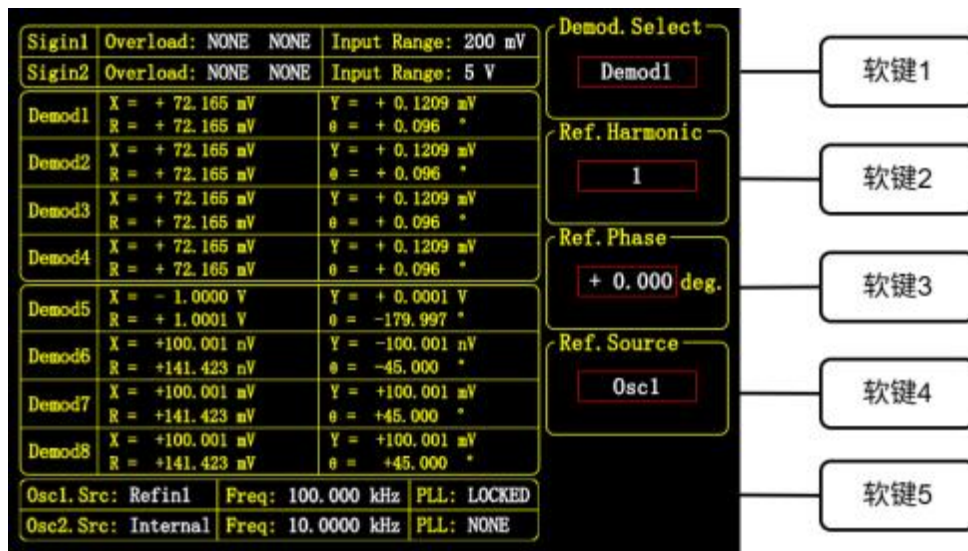 Sigin1 Overload: NONE NONE Input Range: 200 mV
Sigin2 Overload: NONE NONE Input Range: 5 V
Demod1
X = + 72.165 mV Y = + 0.1209 mV
R = + 72.165 mV θ = + 0.096 °
Demod2
X = + 72.165 mV Y = + 0.1209 mV
R = + 72.165 mV θ = + 0.096 °
Demod3
X = + 72.165 mV Y = + 0.1209 mV
R = + 72.165 mV θ = + 0.096 °
Demod4
X = + 72.165 mV Y = + 0.1209 mV
R = + 72.165 mV θ = + 0.096 °
Demod5
X = - 1.0000 V Y = + 0.0001 V
R = + 1.0001 V θ = -179.997 °
Demod6
X = +100.001 nV Y = -100.001 nV
R = +141.423 nV θ = -45.000 °
Demod7
X = +100.001 mV Y = +100.001 mV
R = +141.423 mV θ = +45.000 °
Demod8
X = +100.001 mV Y = +100.001 mV
R = +141.423 mV θ = +45.000 °
Osc1.Src: Refin1 Freq: 100.000 kHz PLL: LOCKED
Osc2.Src: Internal Freq: 10.0000 kHz PLL: NONE
Demod.Select
Demod1
Ref.Harmonic
1
Ref.Phase
+ 0.000 deg.
Ref.Source
Osc1
软键1
软键2
软键3
软键4
软键5